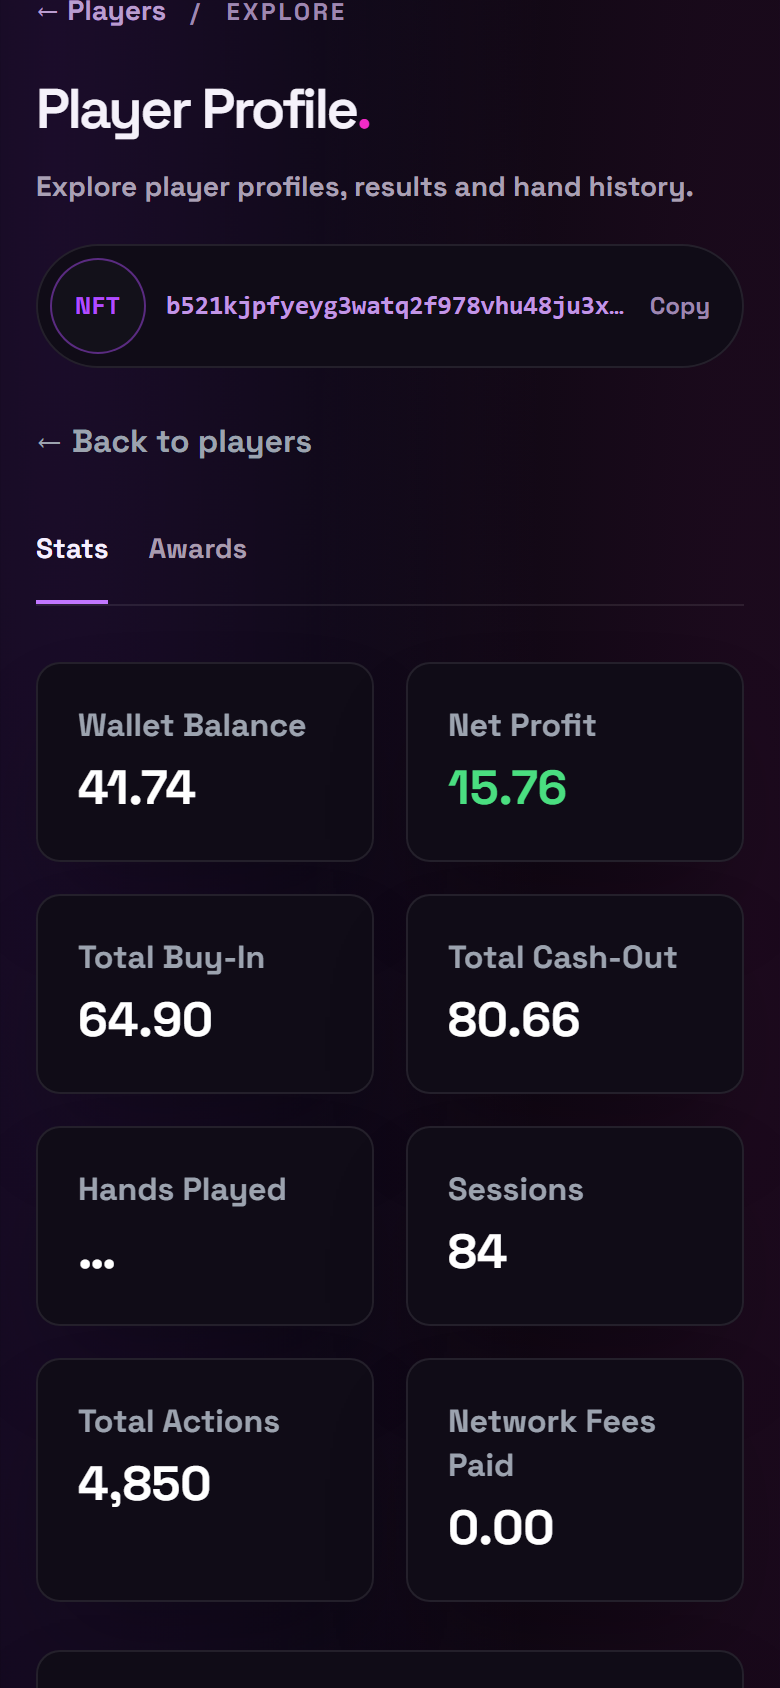 ← Players / EXPLORE
Player Profile.
Explore player profiles, results and hand history.
NFT b521kjpfyeyg3watq2f978vhu48ju3x… Copy
← Back to players
Stats Awards
Wallet Balance
41.74
Net Profit
15.76
Total Buy-In
64.90
Total Cash-Out
80.66
Hands Played
…
Sessions
84
Total Actions
4,850
Network Fees
Paid
0.00